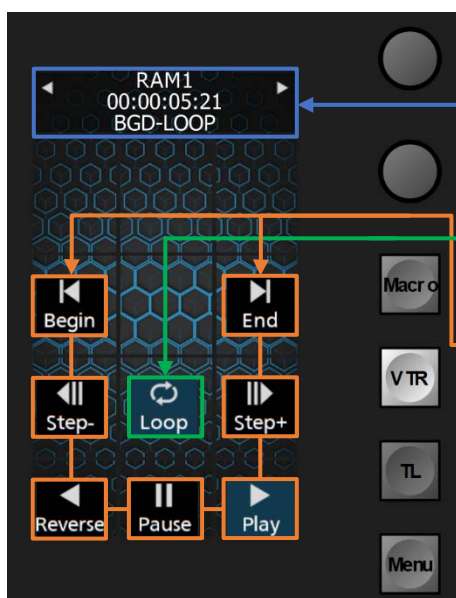 RAM1
00:00:05:21
BGD-LOOP
Begin
End
Macro
Step-
Loop
Step+
VTR
Reverse
Pause
Play
TL
Menu